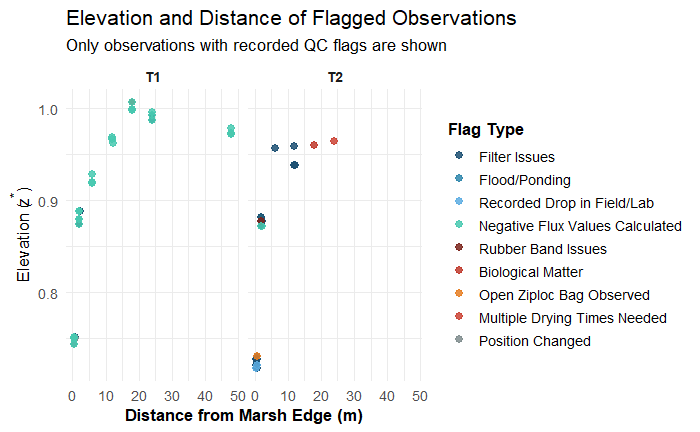 Elevation and Distance of Flagged Observations
Only observations with recorded QC flags are shown
T1
T2
1.0
0.9
0.8
Elevation (z*)
0 10 20 30 40 50
0 10 20 30 40 50
Distance from Marsh Edge (m)
Flag Type
Filter Issues
Flood/Ponding
Recorded Drop in Field/Lab
Negative Flux Values Calculated
Rubber Band Issues
Biological Matter
Open Ziploc Bag Observed
Multiple Drying Times Needed
Position Changed